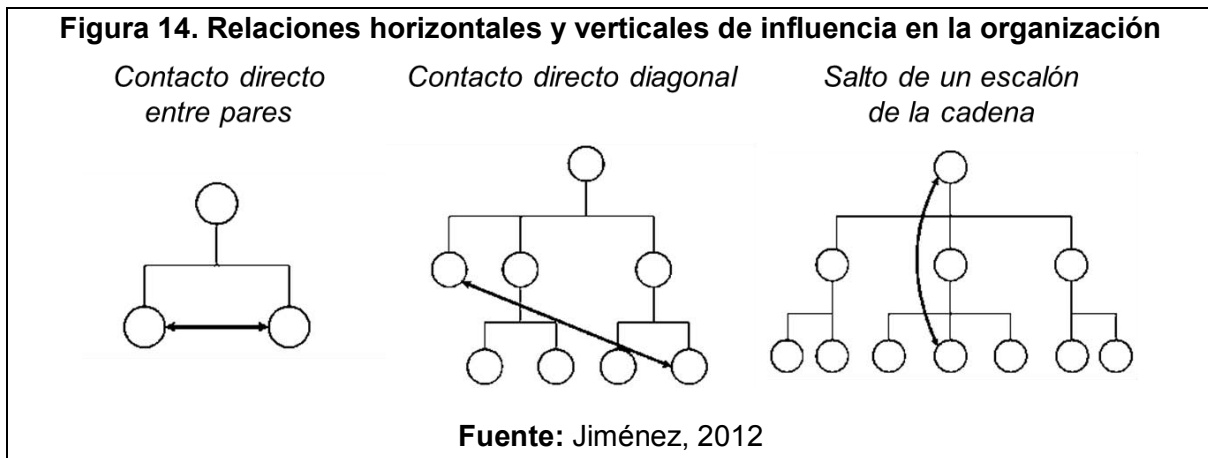 Figura 14. Relaciones horizontales y verticales de influencia en la organización
Contacto directo
entre pares
Contacto directo diagonal
Salto de un escalón
de la cadena
Fuente: Jiménez, 2012